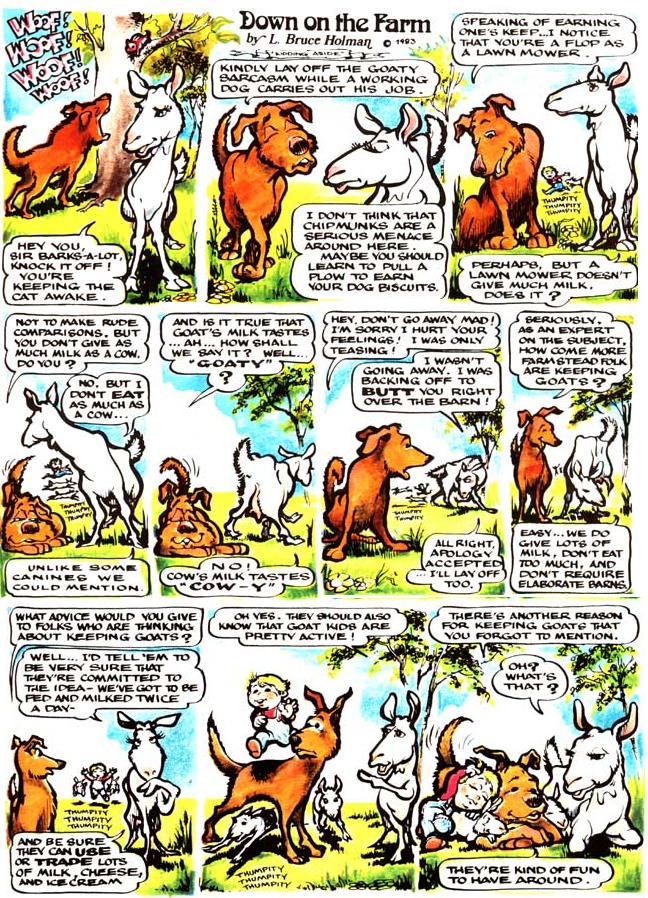 WOOF!
WOPF!
WOOF!
WOOF!
HEY YOU,
SIR BARKS-A-LOT,
KNOCK IT OFF!
YOU'RE
KEEPING THE
CAT AWAKE.
Down on the Farm
by L. Bruce Holman © 1983
"KIDDING ASIDE"
KINDLY LAY OFF THE GOATY
SARCASM WHILE A WORKING
DOG CARRIES OUT HIS JOB.
I DON'T THINK THAT
CHIPMUNKS ARE A
SERIOUS MENACE
AROUND HERE.
MAYBE YOU SHOULD
LEARN TO PULL A
PLOW TO EARN
YOUR DOG BISCUITS.
SPEAKING OF EARNING
ONE'S KEEP...I NOTICE
THAT YOU'RE A FLOP AS
A LAWN MOWER.
THUMPITY
THUMPITY
THUMPITY
PERHAPS, BUT A
LAWN MOWER DOESN'T
GIVE MUCH MILK,
DOES IT?
NOT TO MAKE RUDE
COMPARISONS, BUT
YOU DON'T GIVE AS
MUCH MILK AS A COW.
DO YOU?
NO. BUT I
DON'T EAT
AS MUCH AS
A COW...
THUMPITY
THUMPITY
THUMPITY
UNLIKE SOME
CANINES WE
COULD MENTION.
AND IS IT TRUE THAT
GOAT'S MILK TASTES
...AH... HOW SHALL
WE SAY IT? WELL...
"GOATY"
?
NO!
COW'S MILK TASTES
"COW-Y"
HEY, DON'T GO AWAY MAD!
I'M SORRY I HURT YOUR
FEELINGS! I WAS ONLY
TEASING!
I WASN'T
GOING AWAY. I WAS
BACKING OFF TO
BUTT YOU RIGHT
OVER THE BARN!
THUMPITY
THUMPITY
ALL RIGHT,
APOLOGY
ACCEPTED
...I'LL LAY OFF
TOO.
SERIOUSLY,
AS AN EXPERT
ON THE SUBJECT,
HOW COME MORE
FARMSTEAD FOLK
ARE KEEPING
GOATS?
EASY...WE DO
GIVE LOTS OF
MILK, DON'T EAT
TOO MUCH, AND
DON'T REQUIRE
ELABORATE BARNS.
WHAT ADVICE WOULD YOU GIVE
TO FOLKS WHO ARE THINKING
ABOUT KEEPING GOATS?
WELL... I'D TELL 'EM TO
BE VERY SURE THAT
THEY'RE COMMITTED TO
THE IDEA- WE'VE GOT TO BE
FED AND MILKED TWICE
A DAY-
THUMPITY
THUMPITY
THUMPITY
AND BE SURE
THEY CAN USE
OR TRADE LOTS
OF MILK, CHEESE,
AND ICE CREAM
OH YES. THEY SHOULD ALSO
KNOW THAT GOAT KIDS ARE
PRETTY ACTIVE!
THUMPITY
THUMPITY
THUMPITY
THERE'S ANOTHER REASON
FOR KEEPING GOATS THAT
YOU FORGOT TO MENTION.
OH?
WHAT'S
THAT?
THEY'RE KIND OF FUN
TO HAVE AROUND.